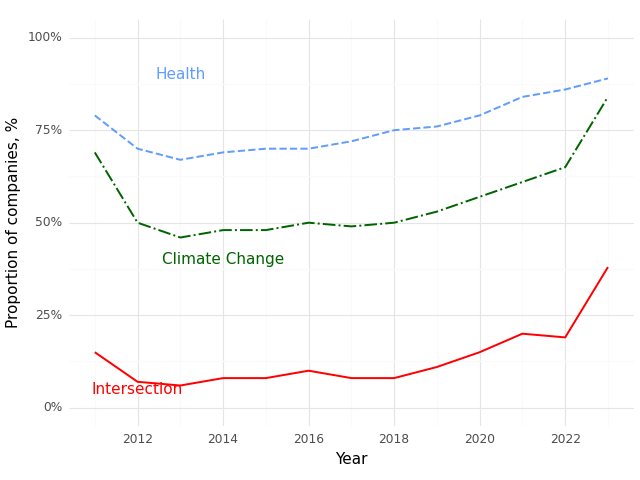 100%
Health
75%
50%
Climate Change
25%
Intersection
0%
2012 2014 2016 2018 2020 2022
Year
Proportion of companies, %